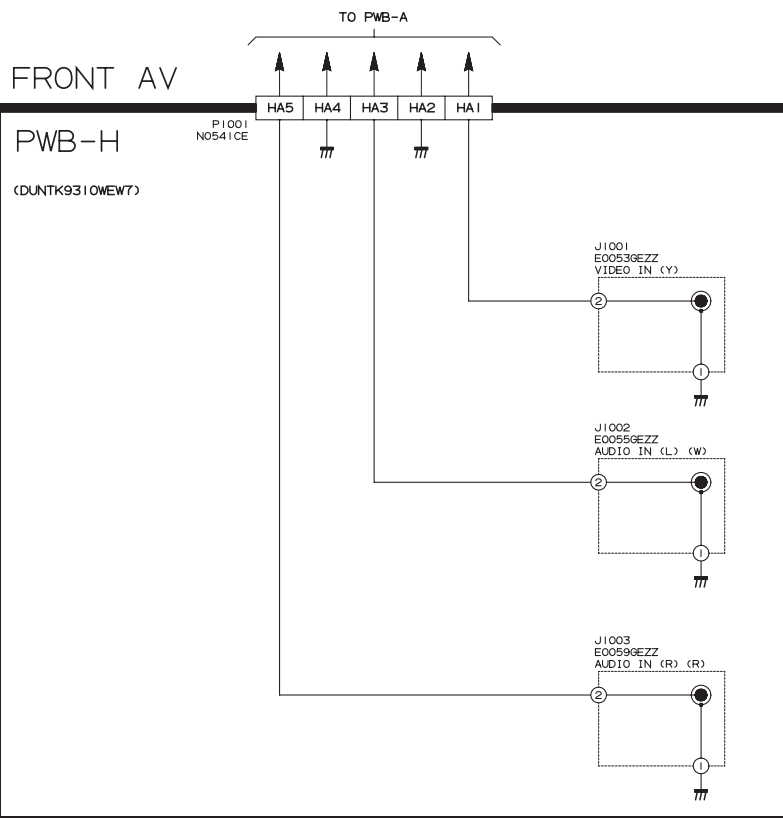 TO PWB-A
FRONT AV
HA5 HA4 HA3 HA2 HA1
P1001
N0541CE
PWB-H
(DUNTK9310WEW7)
J1001
E0053GEZZ
VIDEO IN (Y)
2
1
J1002
E0055GEZZ
AUDIO IN (L) (W)
2
1
J1003
E0059GEZZ
AUDIO IN (R) (R)
2
1